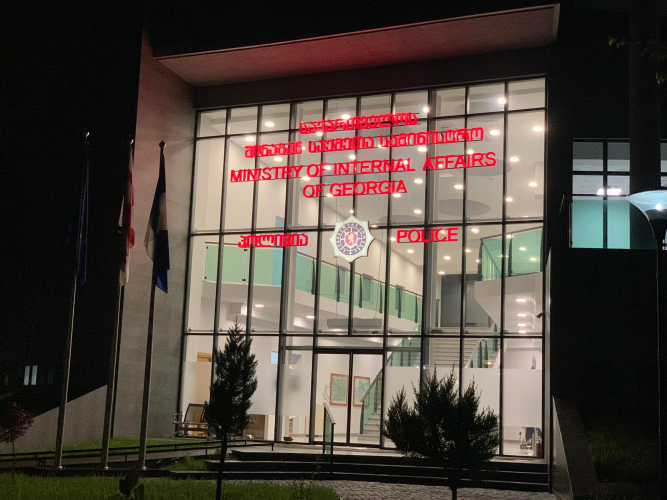 საქართველოს
შინაგან საქმეთა სამინისტრო
MINISTRY OF INTERNAL AFFAIRS
OF GEORGIA
პოლიცია POLICE